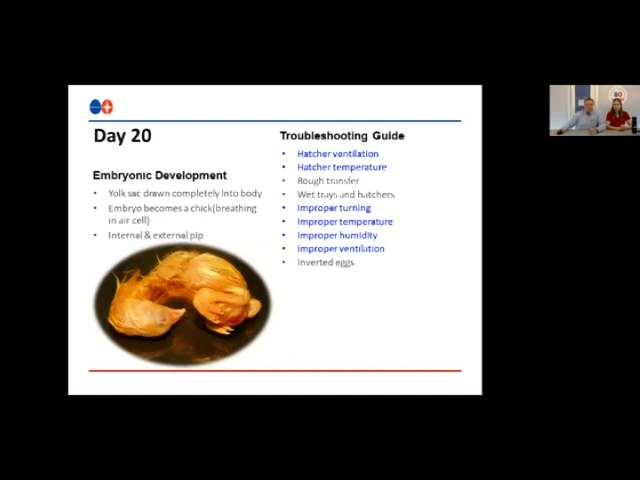 Day 20
Embryonic Development
• Yolk sac drawn completely into body
• Embryo becomes a chick(breathing
in air cell)
• Internal & external pip
Troubleshooting Guide
• Hatcher ventilation
• Hatcher temperature
• Rough transfer
• Wet trays and hatchers
• Improper turning
• Improper temperature
• Improper humidity
• Improper ventilation
• Inverted eggs